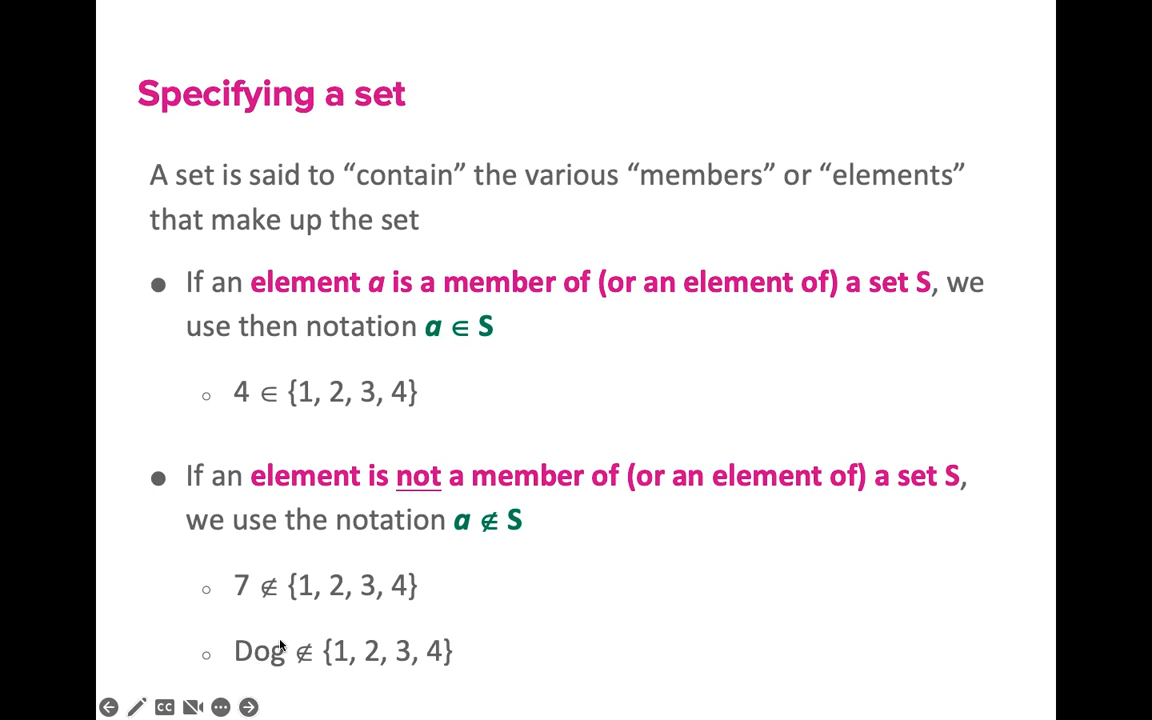 Specifying a set
A set is said to “contain” the various “members” or “elements”
that make up the set
● If an element a is a member of (or an element of) a set S, we
use then notation a ∈ S
○ 4 ∈ {1, 2, 3, 4}
● If an element is not a member of (or an element of) a set S,
we use the notation a ∉ S
○ 7 ∉ {1, 2, 3, 4}
○ Dog ∉ {1, 2, 3, 4}
CC